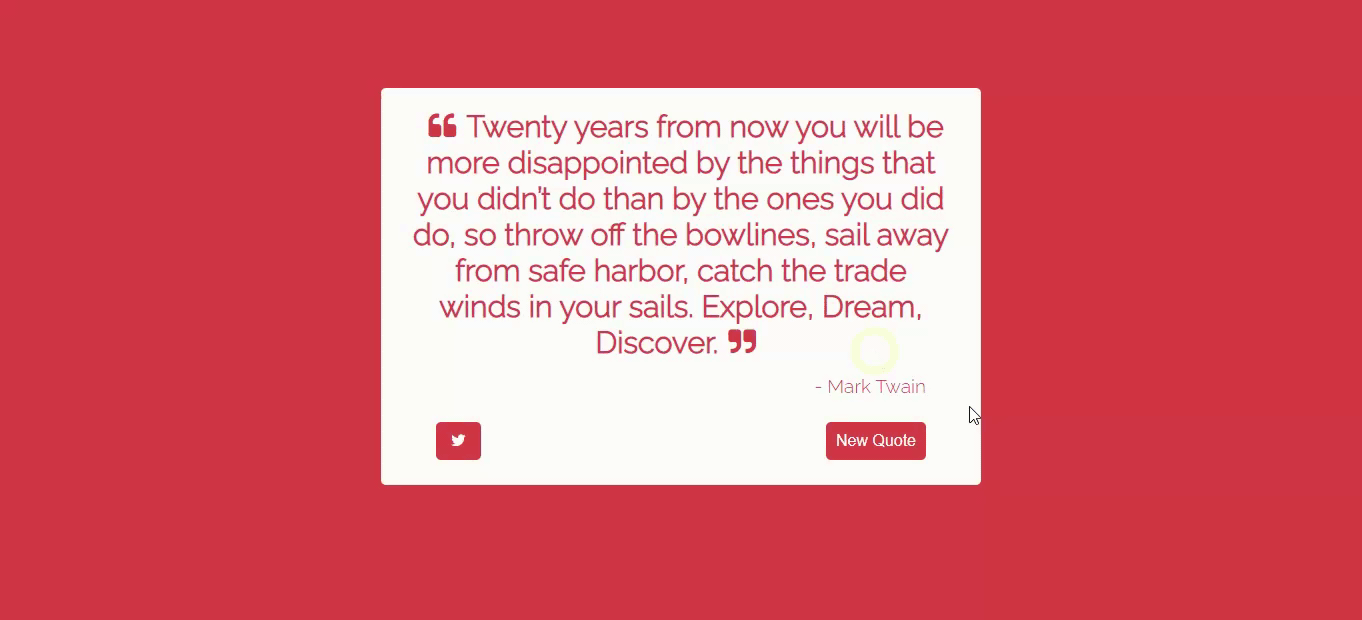 “ Twenty years from now you will be
more disappointed by the things that
you didn’t do than by the ones you did
do, so throw off the bowlines, sail away
from safe harbor, catch the trade
winds in your sails. Explore, Dream,
Discover. ”
- Mark Twain
New Quote